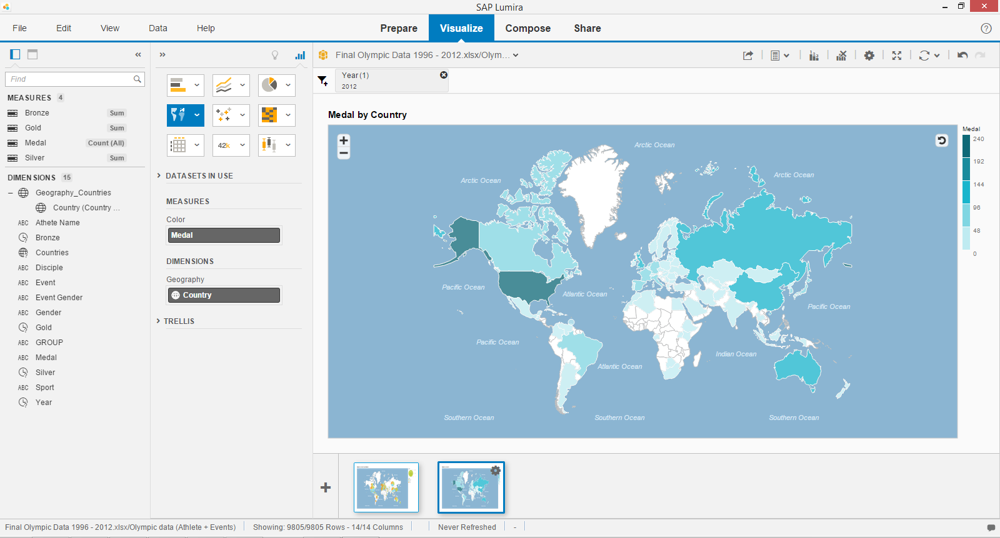 SAP Lumira
File
Edit
View
Data
Help
Prepare
Visualize
Compose
Share
Find
MEASURES 4
Bronze Sum
Gold Sum
Medal Count (All)
Silver Sum
DIMENSIONS 15
Geography_Countries
Country (Country ...
ABC Athete Name
Bronze
Countries
ABC Disciple
ABC Event
ABC Event Gender
ABC Gender
Gold
ABC GROUP
ABC Medal
Silver
ABC Sport
Year
42k
DATASETS IN USE
MEASURES
Color
Medal
DIMENSIONS
Geography
Country
TRELLIS
Final Olympic Data 1996 - 2012.xlsx/Olym...
Year (1)
2012
Medal by Country
Arctic Ocean
Arctic Ocean
Arctic Ocean
Pacific Ocean
Atlantic Ocean
Pacific Ocean
Pacific Ocean
Indian Ocean
Atlantic Ocean
Southern Ocean
Southern Ocean
Southern Ocean
Medal
240
192
144
96
48
0
Final Olympic Data 1996 - 2012.xlsx/Olympic data (Athlete + Events)
Showing: 9805/9805 Rows - 14/14 Columns
Never Refreshed
-